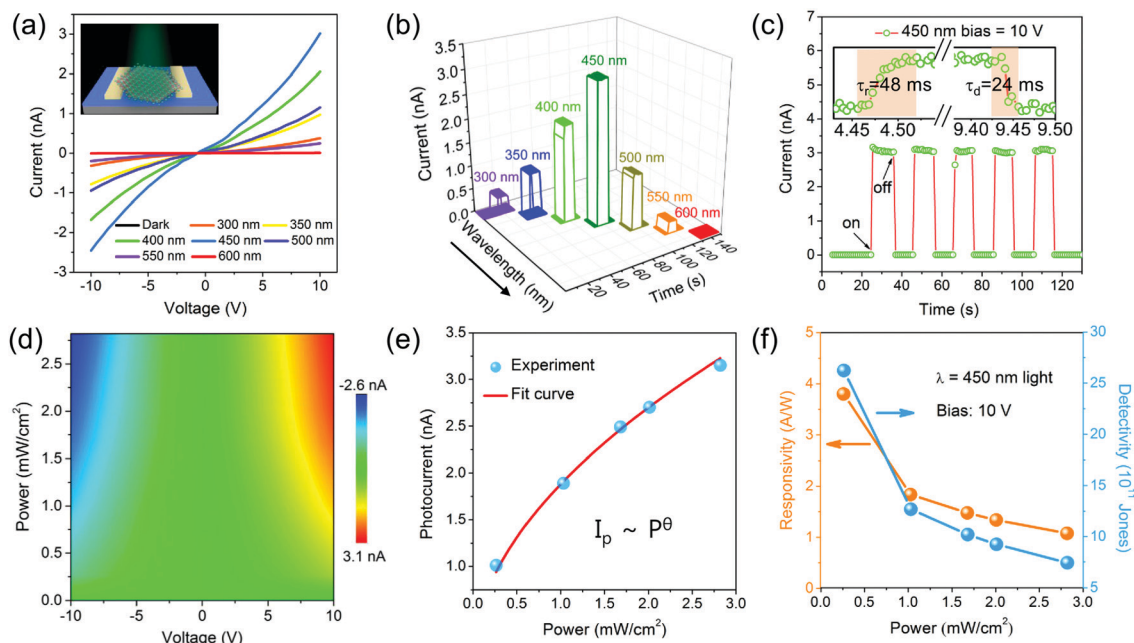 (a)
3
2
1
0
-1
-2
-3
Current (nA)
Dark 300 nm 350 nm
400 nm 450 nm 500 nm
550 nm 600 nm
-10 -5 0 5 10
Voltage (V)
(b)
3.5
3.0
2.5
2.0
1.5
1.0
0.5
0.0
Current (nA)
300 nm
350 nm
400 nm
450 nm
500 nm
550 nm
600 nm
Wavelength (nm)
20 40 60 80 100 120 140
Time (s)
(c)
450 nm bias = 10 V
τr=48 ms
τd=24 ms
4.45 4.50 9.40 9.45 9.50
7
6
5
4
3
2
1
0
Current (nA)
on
off
0 20 40 60 80 100 120
Time (s)
(d)
2.5
2.0
1.5
1.0
0.5
0.0
Power (mW/cm²)
-2.6 nA
3.1 nA
-10 -5 0 5 10
Voltage (V)
(e)
3.5
3.0
2.5
2.0
1.5
1.0
Photocurrent (nA)
Experiment
Fit curve
Ip ~ Pθ
0.0 0.5 1.0 1.5 2.0 2.5 3.0
Power (mW/cm²)
(f)
5
4
3
2
1
0
Responsivity (A/W)
λ = 450 nm light
Bias: 10 V
30
25
20
15
10
5
Detectivity (10¹¹ Jones)
0.0 0.5 1.0 1.5 2.0 2.5 3.0
Power (mW/cm²)